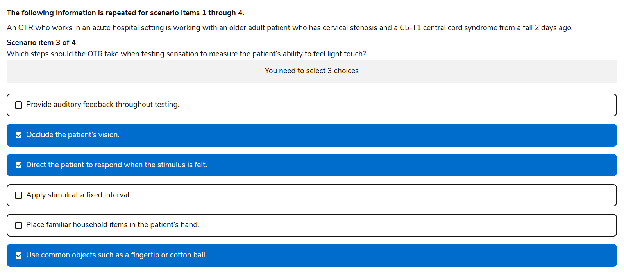 The following information is repeated for scenario items 1 through 4.
An OTR who works in an acute hospital setting is working with an older adult patient who has cervical stenosis and a C5-T1 central cord syndrome from a fall 2 days ago.
Scenario item 3 of 4
Which steps should the OTR take when testing sensation to measure the patient's ability to feel light touch?
You need to select 3 choices
Provide auditory feedback throughout testing.
Occlude the patient's vision.
Direct the patient to respond when the stimulus is felt.
Apply stimuli at a fixed interval.
Place familiar household items in the patient's hand.
Use common objects such as a fingertip or cotton ball.